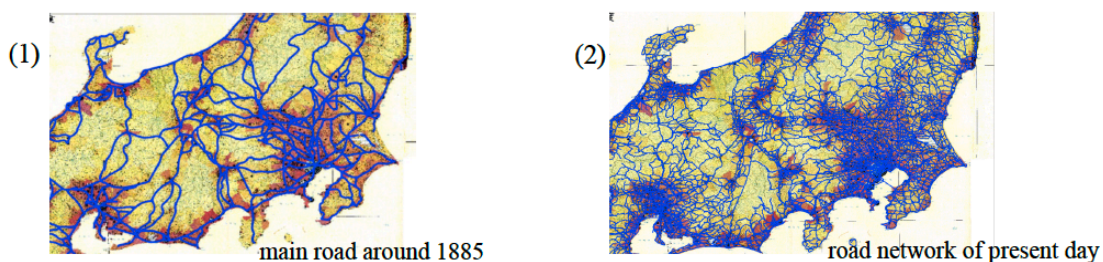 (1)
main road around 1885
(2)
road network of present day